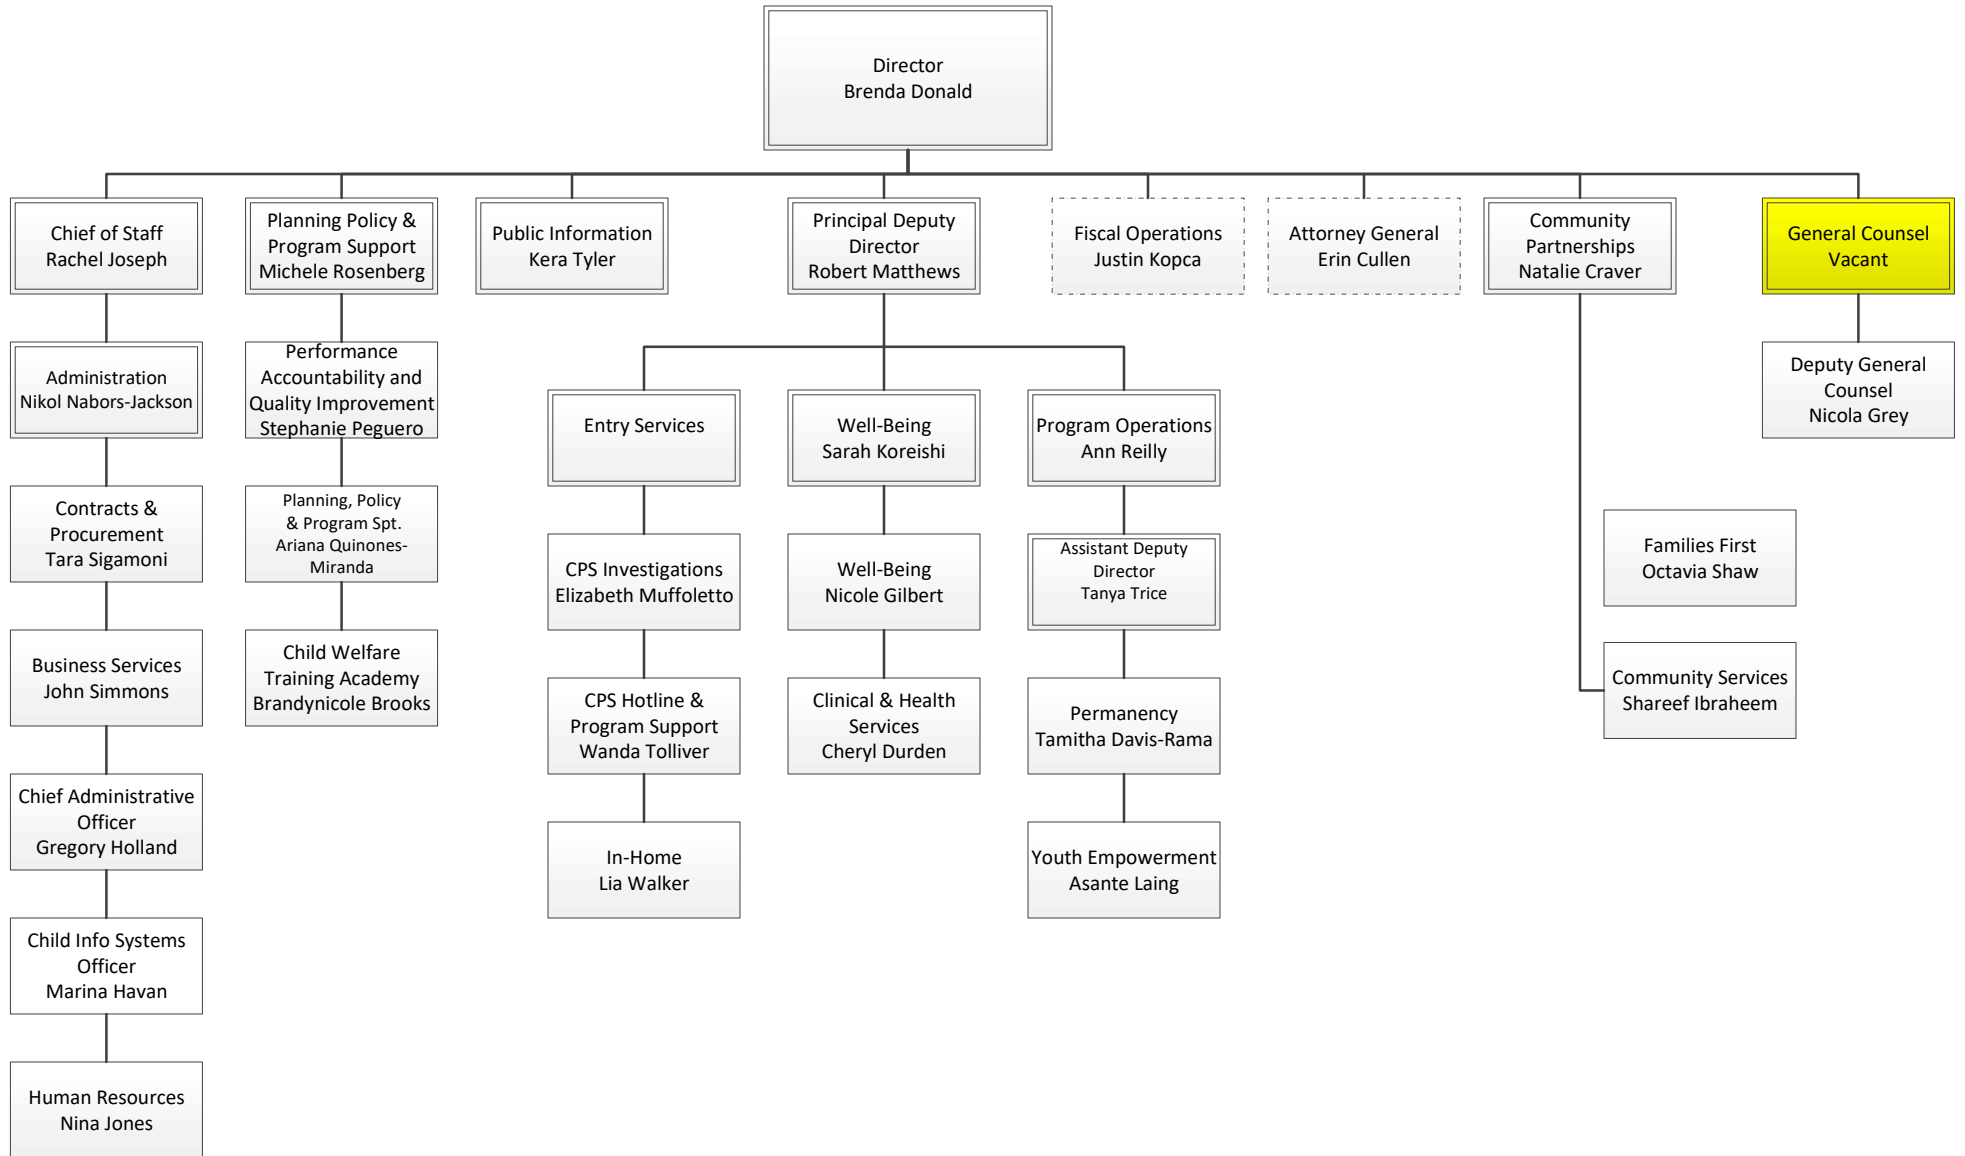 Director
Brenda Donald
Chief of Staff
Rachel Joseph
Planning Policy &
Program Support
Michele Rosenberg
Public Information
Kera Tyler
Principal Deputy
Director
Robert Matthews
Fiscal Operations
Justin Kopca
Attorney General
Erin Cullen
Community
Partnerships
Natalie Craver
General Counsel
Vacant
Administration
Nikol Nabors-Jackson
Contracts &
Procurement
Tara Sigamoni
Business Services
John Simmons
Chief Administrative
Officer
Gregory Holland
Child Info Systems
Officer
Marina Havan
Human Resources
Nina Jones
Performance
Accountability and
Quality Improvement
Stephanie Peguero
Planning, Policy
& Program Spt.
Ariana Quinones-
Miranda
Child Welfare
Training Academy
Brandynicole Brooks
Entry Services
CPS Investigations
Elizabeth Muffoletto
CPS Hotline &
Program Support
Wanda Tolliver
In-Home
Lia Walker
Well-Being
Sarah Koreishi
Well-Being
Nicole Gilbert
Clinical & Health
Services
Cheryl Durden
Program Operations
Ann Reilly
Assistant Deputy
Director
Tanya Trice
Permanency
Tamitha Davis-Rama
Youth Empowerment
Asante Laing
Families First
Octavia Shaw
Community Services
Shareef Ibraheem
Deputy General
Counsel
Nicola Grey